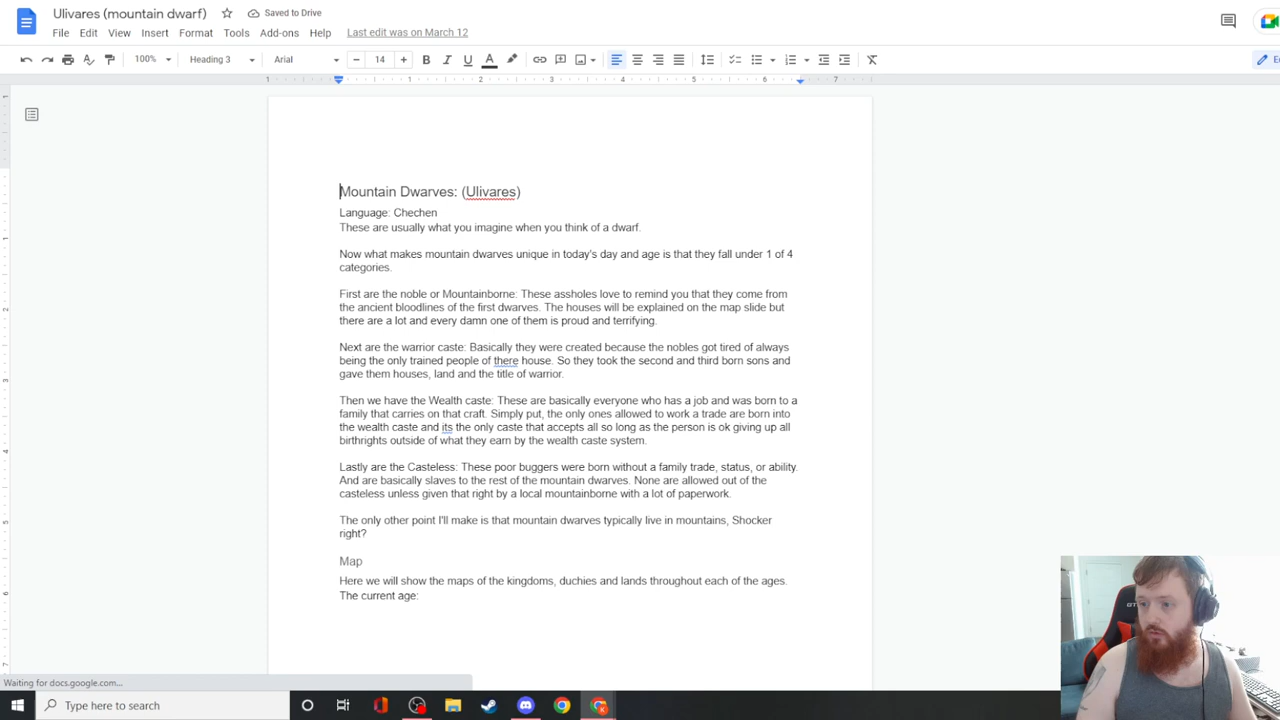 Ulivares (mountain dwarf)
Saved to Drive
File Edit View Insert Format Tools Add-ons Help Last edit was on March 12
100% Heading 3 Arial 14
1 1 2 3 4 5 6 7
Mountain Dwarves: (Ulivares)
Language: Chechen
These are usually what you imagine when you think of a dwarf.
Now what makes mountain dwarves unique in today's day and age is that they fall under 1 of 4
categories.
First are the noble or Mountainborne: These assholes love to remind you that they come from
the ancient bloodlines of the first dwarves. The houses will be explained on the map slide but
there are a lot and every damn one of them is proud and terrifying.
Next are the warrior caste: Basically they were created because the nobles got tired of always
being the only trained people of there house. So they took the second and third born sons and
gave them houses, land and the title of warrior.
Then we have the Wealth caste: These are basically everyone who has a job and was born to a
family that carries on that craft. Simply put, the only ones allowed to work a trade are born into
the wealth caste and its the only caste that accepts all so long as the person is ok giving up all
birthrights outside of what they earn by the wealth caste system.
Lastly are the Casteless: These poor buggers were born without a family trade, status, or ability.
And are basically slaves to the rest of the mountain dwarves. None are allowed out of the
casteless unless given that right by a local mountainborne with a lot of paperwork.
The only other point I'll make is that mountain dwarves typically live in mountains, Shocker
right?
Map
Here we will show the maps of the kingdoms, duchies and lands throughout each of the ages.
The current age:
Waiting for docs.google.com...
Type here to search